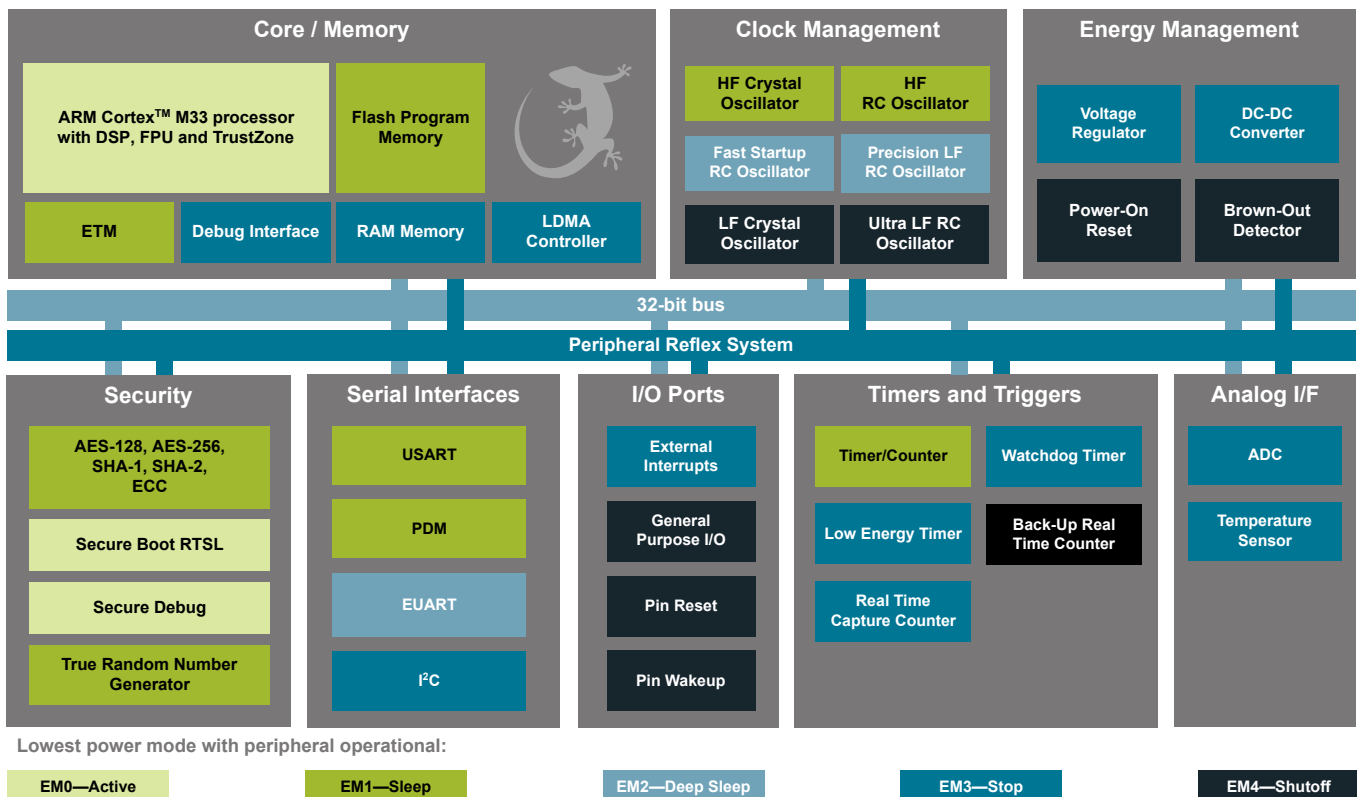 Core / Memory
ARM Cortex™ M33 processor
with DSP, FPU and TrustZone
Flash Program
Memory
ETM
Debug Interface
RAM Memory
LDMA
Controller
Clock Management
HF Crystal
Oscillator
HF
RC Oscillator
Fast Startup
RC Oscillator
Precision LF
RC Oscillator
LF Crystal
Oscillator
Ultra LF RC
Oscillator
Energy Management
Voltage
Regulator
DC-DC
Converter
Power-On
Reset
Brown-Out
Detector
32-bit bus
Peripheral Reflex System
Security
AES-128, AES-256,
SHA-1, SHA-2,
ECC
Secure Boot RTSL
Secure Debug
True Random Number
Generator
Serial Interfaces
USART
PDM
EUART
I²C
I/O Ports
External
Interrupts
General
Purpose I/O
Pin Reset
Pin Wakeup
Timers and Triggers
Timer/Counter
Watchdog Timer
Low Energy Timer
Back-Up Real
Time Counter
Real Time
Capture Counter
Analog I/F
ADC
Temperature
Sensor
Lowest power mode with peripheral operational:
EM0—Active
EM1—Sleep
EM2—Deep Sleep
EM3—Stop
EM4—Shutoff